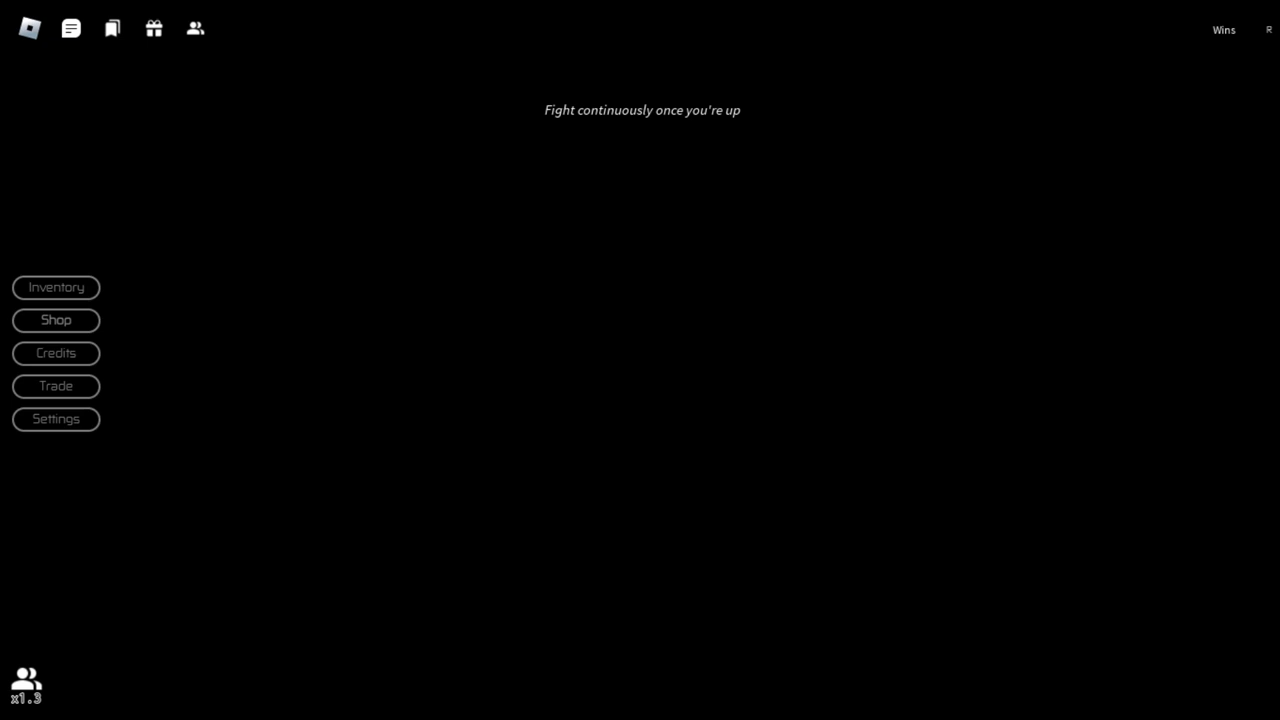 Wins R
Fight continuously once you're up
Inventory
Shop
Credits
Trade
Settings
x1.3